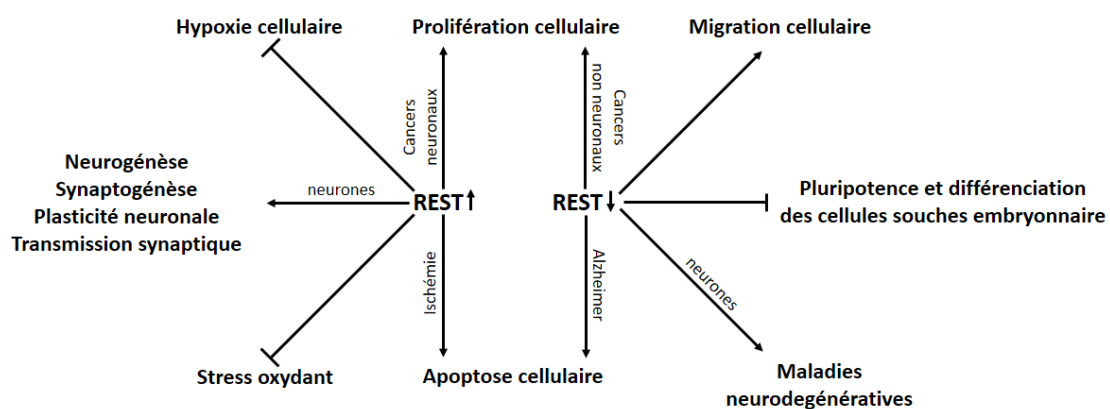 Hypoxie cellulaire
Prolifération cellulaire
Migration cellulaire
Cancers
neuronaux
Cancers
non neuronaux
Neurogénèse
Synaptogénèse
Plasticité neuronale
Transmission synaptique
neurones
REST↑
REST↓
Pluripotence et différenciation
des cellules souches embryonnaire
Ischémie
Alzheimer
neurones
Stress oxydant
Apoptose cellulaire
Maladies
neurodegénératives